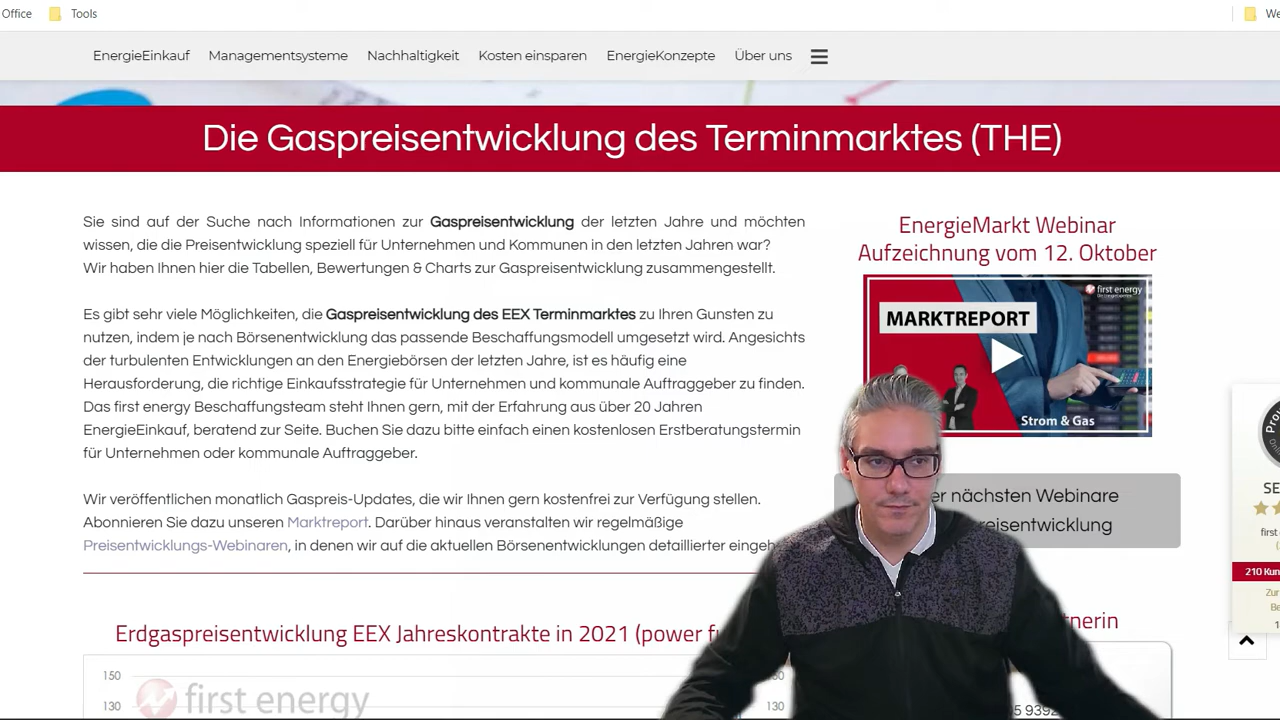 Office
Tools
EnergieEinkauf
Managementsysteme
Nachhaltigkeit
Kosten einsparen
EnergieKonzepte
Über uns
Die Gaspreisentwicklung des Terminmarktes (THE)
Sie sind auf der Suche nach Informationen zur Gaspreisentwicklung der letzten Jahre und möchten
wissen, die die Preisentwicklung speziell für Unternehmen und Kommunen in den letzten Jahren war?
Wir haben Ihnen hier die Tabellen, Bewertungen & Charts zur Gaspreisentwicklung zusammengestellt.
Es gibt sehr viele Möglichkeiten, die Gaspreisentwicklung des EEX Terminmarktes zu Ihren Gunsten zu
nutzen, indem je nach Börsenentwicklung das passende Beschaffungsmodell umgesetzt wird. Angesichts
der turbulenten Entwicklungen an den Energiebörsen der letzten Jahre, ist es häufig eine
Herausforderung, die richtige Einkaufsstrategie für Unternehmen und kommunale Auftraggeber zu finden.
Das first energy Beschaffungsteam steht Ihnen gern, mit der Erfahrung aus über 20 Jahren
EnergieEinkauf, beratend zur Seite. Buchen Sie dazu bitte einfach einen kostenlosen Erstberatungstermin
für Unternehmen oder kommunale Auftraggeber.
Wir veröffentlichen monatlich Gaspreis-Updates, die wir Ihnen gern kostenfrei zur Verfügung stellen.
Abonnieren Sie dazu unseren Marktreport. Darüber hinaus veranstalten wir regelmäßige
Preisentwicklungs-Webinaren, in denen wir auf die aktuellen Börsenentwicklungen detaillierter
EnergieMarkt Webinar
Aufzeichnung vom 12. Oktober
first energy
MARKTREPORT
Strom & Gas
nächsten Webinare
Erdgaspreisentwicklung EEX Jahreskontrakte in 2021 (power
150
130
first energy
130
first
210